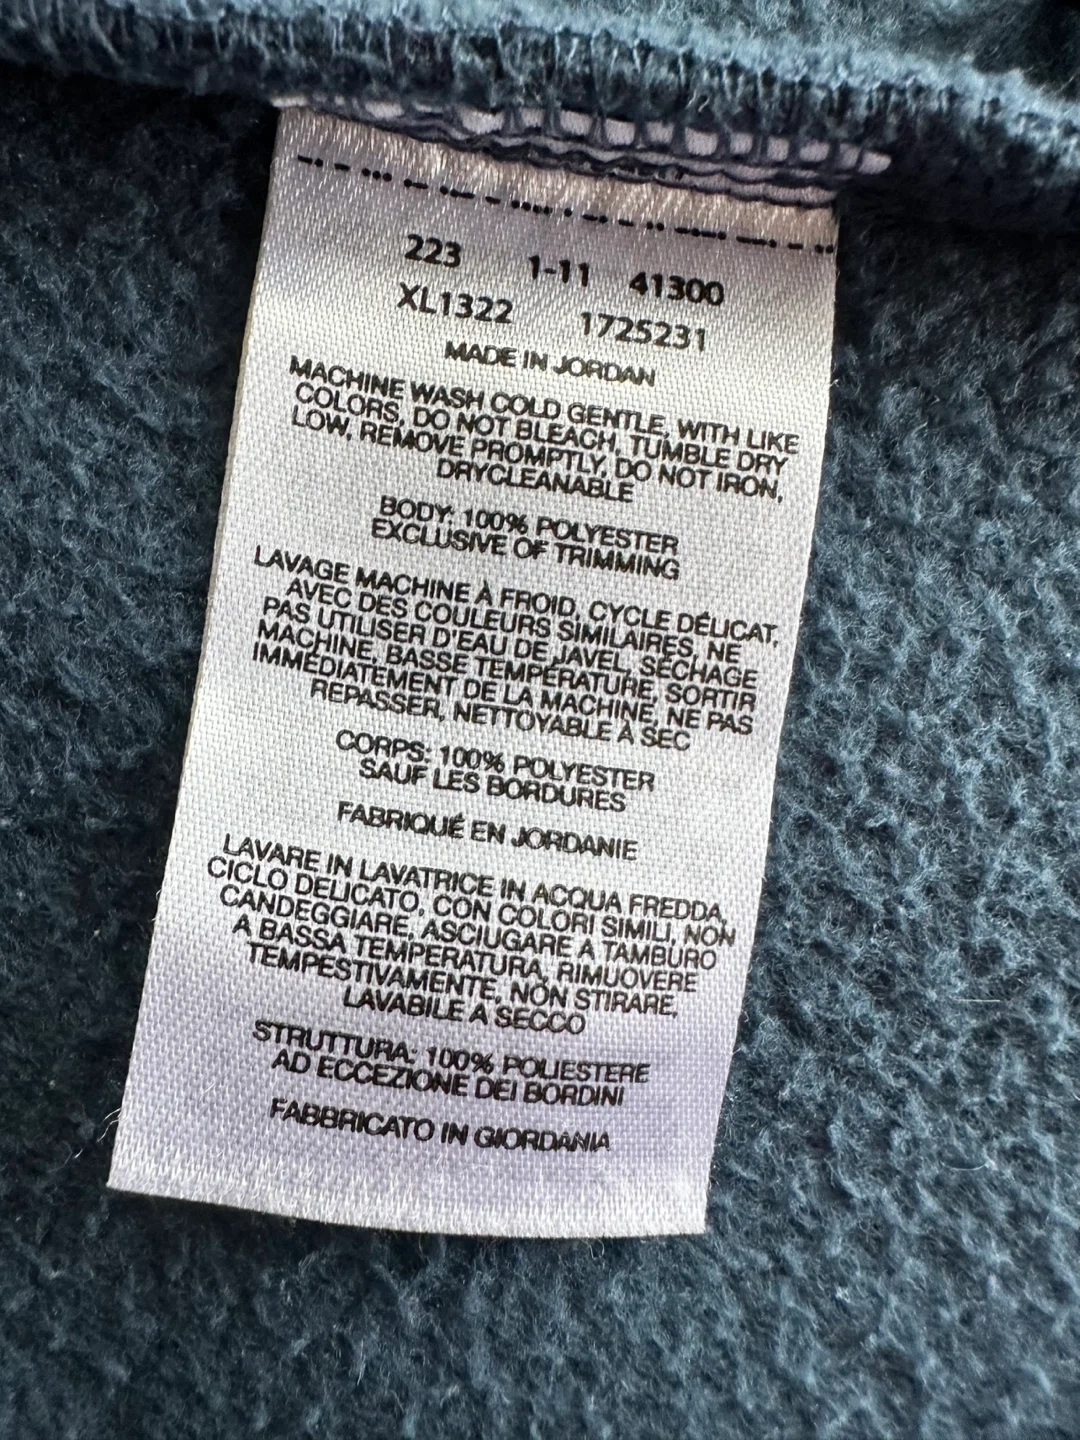 223 1-11 41300
XL1322 1725231
MADE IN JORDAN
MACHINE WASH COLD GENTLE, WITH LIKE
COLORS, DO NOT BLEACH, TUMBLE DRY
LOW, REMOVE PROMPTLY, DO NOT IRON,
DRYCLEANABLE
BODY: 100% POLYESTER
EXCLUSIVE OF TRIMMING
LAVAGE MACHINE À FROID, CYCLE DÉLICAT,
AVEC DES COULEURS SIMILAIRES, NE
PAS UTILISER D'EAU DE JAVEL, SÉCHAGE
MACHINE, BASSE TEMPÉRATURE, SORTIR
IMMÉDIATEMENT DE LA MACHINE, NE PAS
REPASSER, NETTOYABLE À SEC
CORPS: 100% POLYESTER
SAUF LES BORDURES
FABRIQUÉ EN JORDANIE
LAVARE IN LAVATRICE IN ACQUA FREDDA,
CICLO DELICATO, CON COLORI SIMILI, NON
CANDEGGIARE, ASCIUGARE A TAMBURO
A BASSA TEMPERATURA, RIMUOVERE
TEMPESTIVAMENTE, NON STIRARE,
LAVABILE A SECCO
STRUTTURA: 100% POLIESTERE
AD ECCEZIONE DEI BORDINI
FABBRICATO IN GIORDANIA